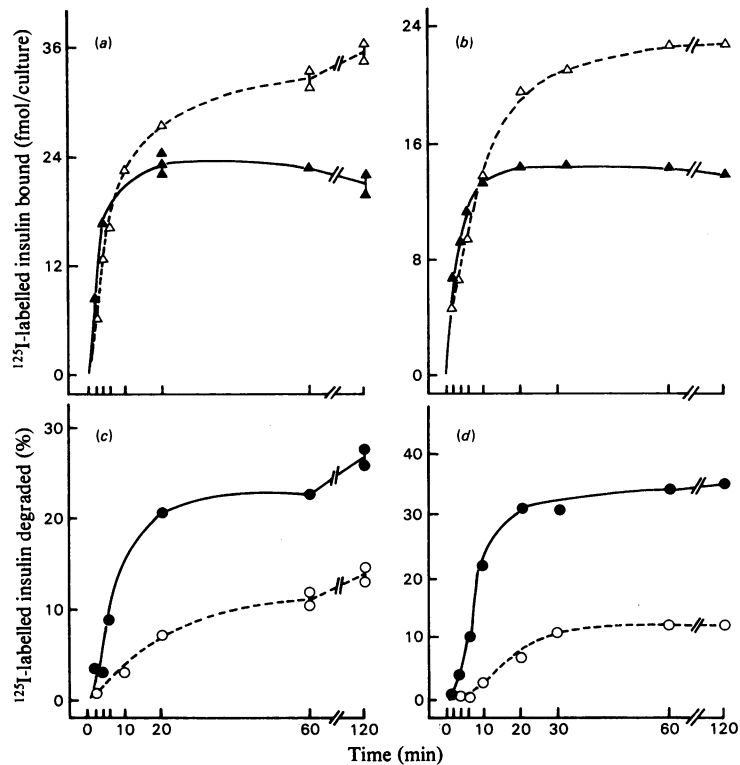 (a)
36
24
12
0
(b)
24
16
8
0
¹²⁵I-labelled insulin bound (fmol/culture)
(c)
30
20
10
0
0 10 20 60 120
(d)
40
30
20
10
0
0 10 20 30 60 120
¹²⁵I-labelled insulin degraded (%)
Time (min)